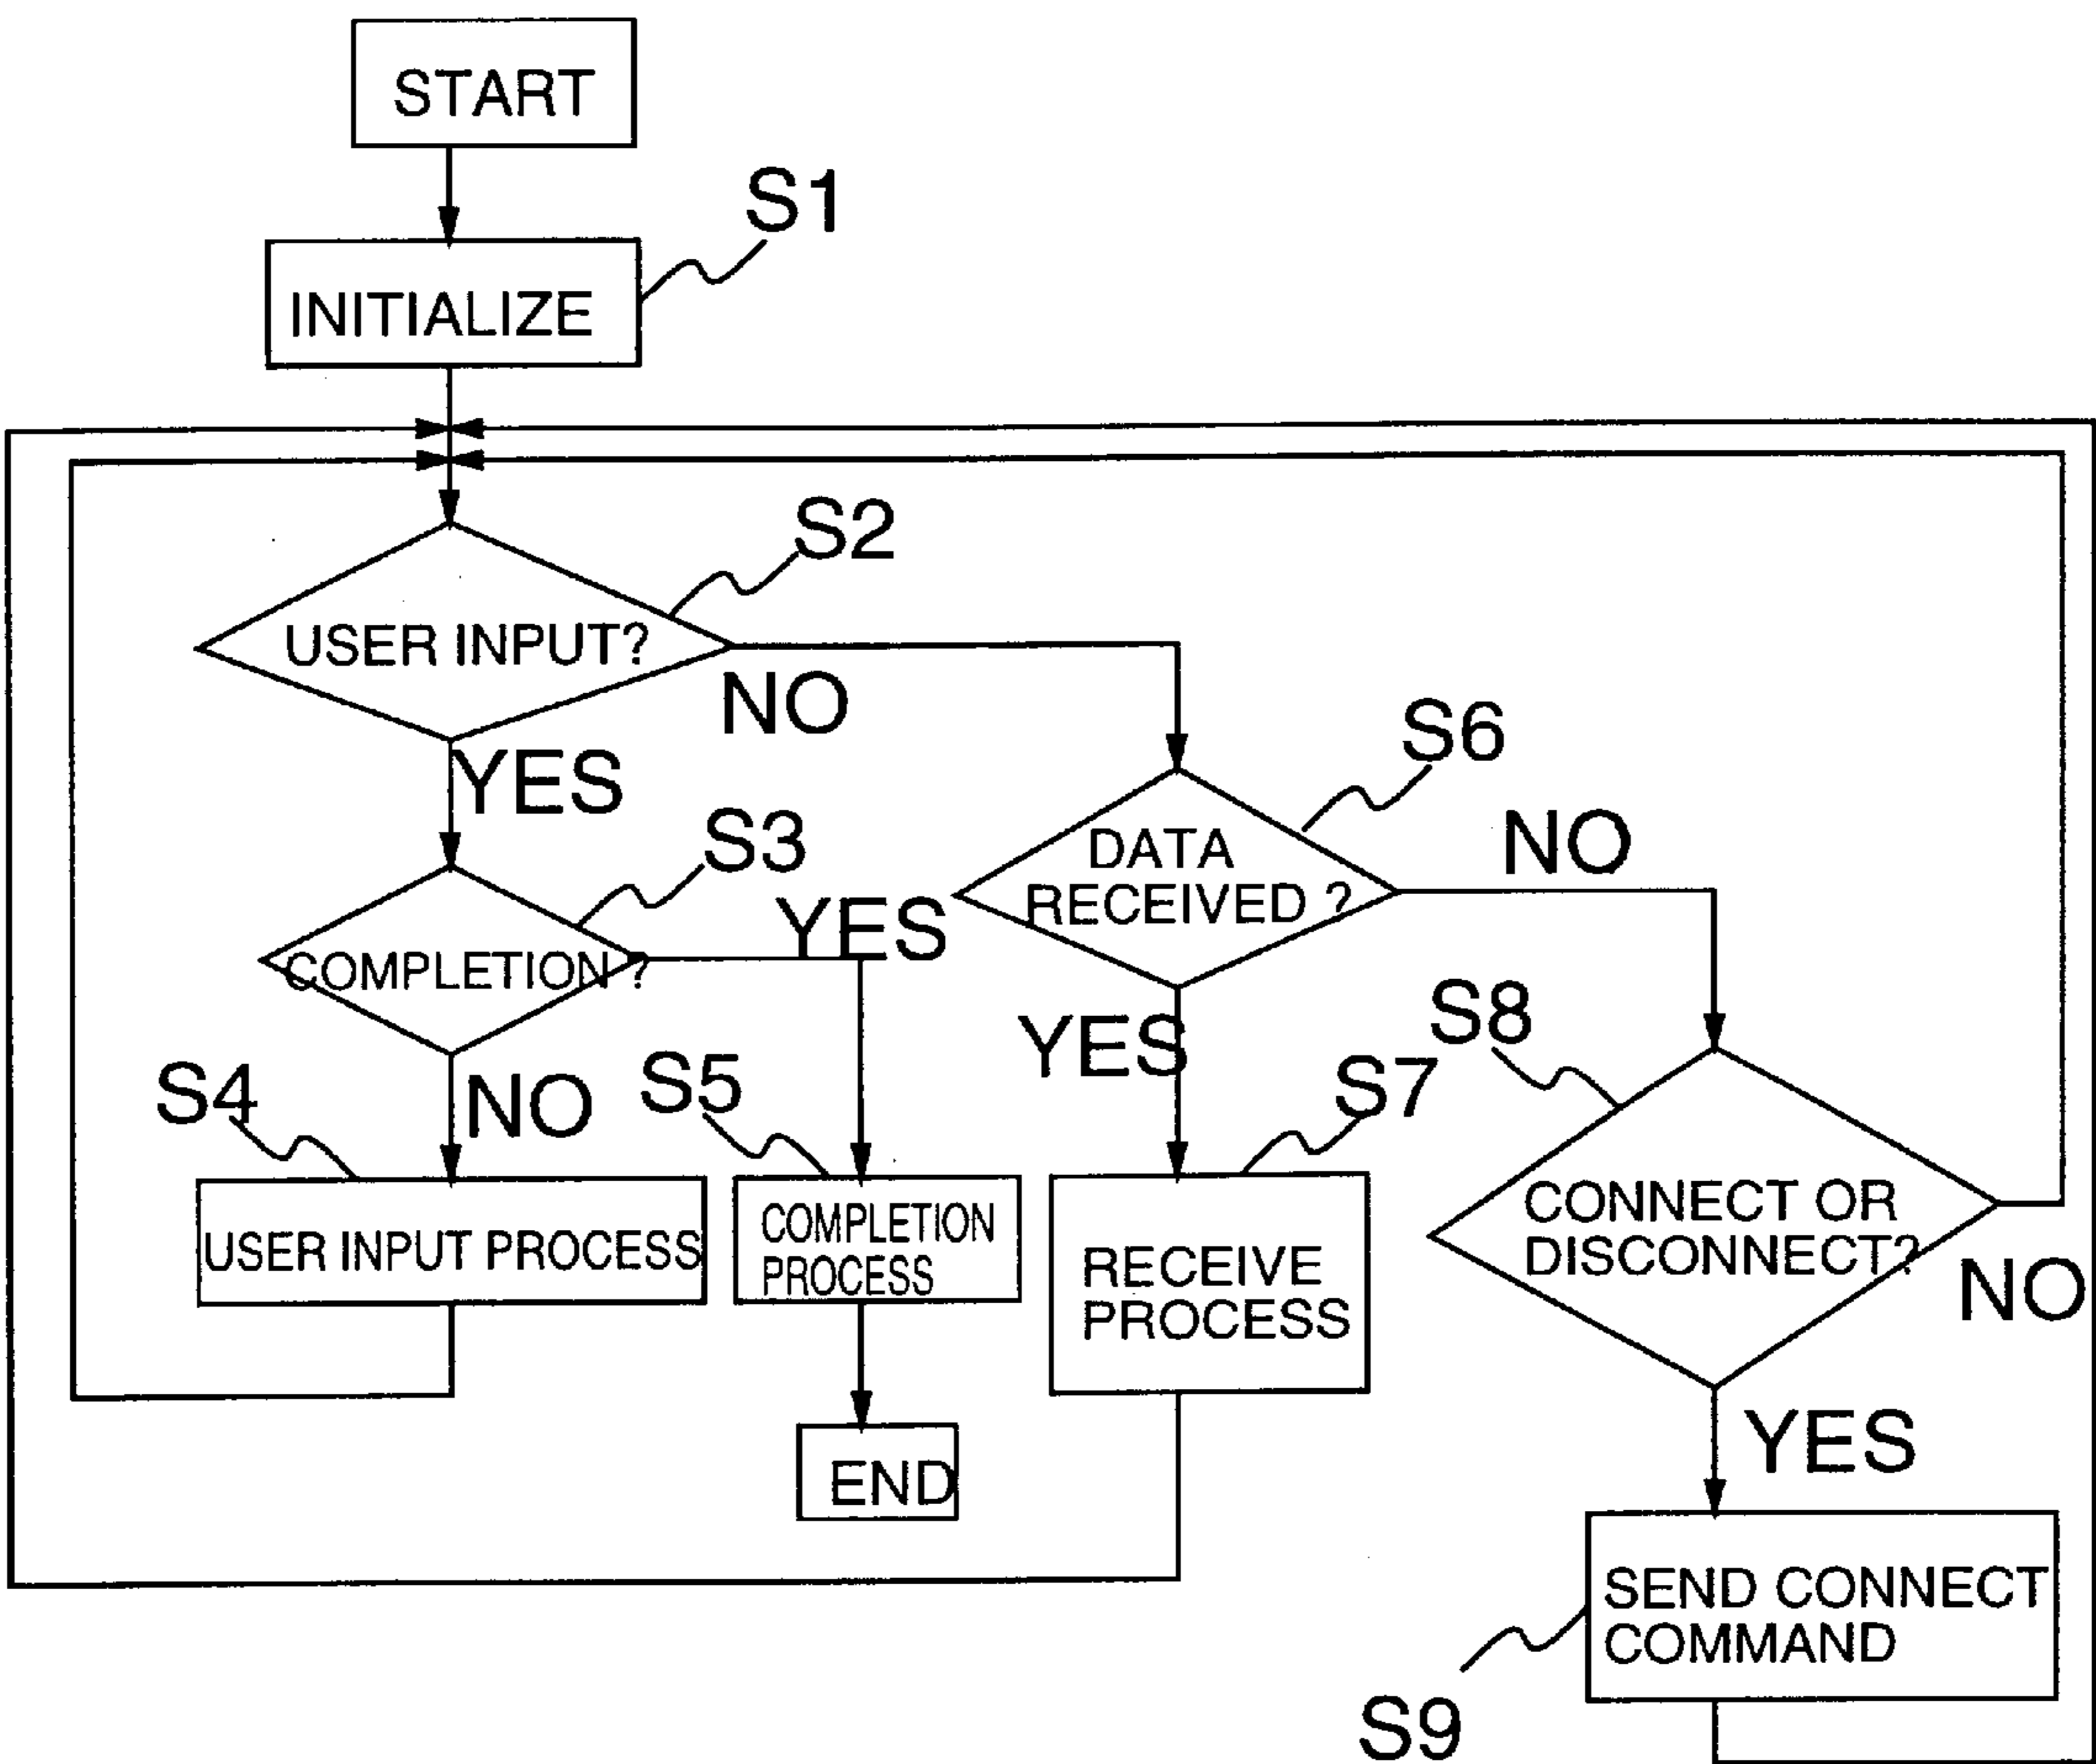 START
S1
INITIALIZE
S2
USER INPUT?
NO
YES
S6
S3
DATA
RECEIVED ?
NO
YES
COMPLETION ?
S8
YES
S4
NO
S5
S7
USER INPUT PROCESS
COMPLETION
PROCESS
RECEIVE
PROCESS
CONNECT OR
DISCONNECT?
NO
YES
END
SEND CONNECT
COMMAND
S9